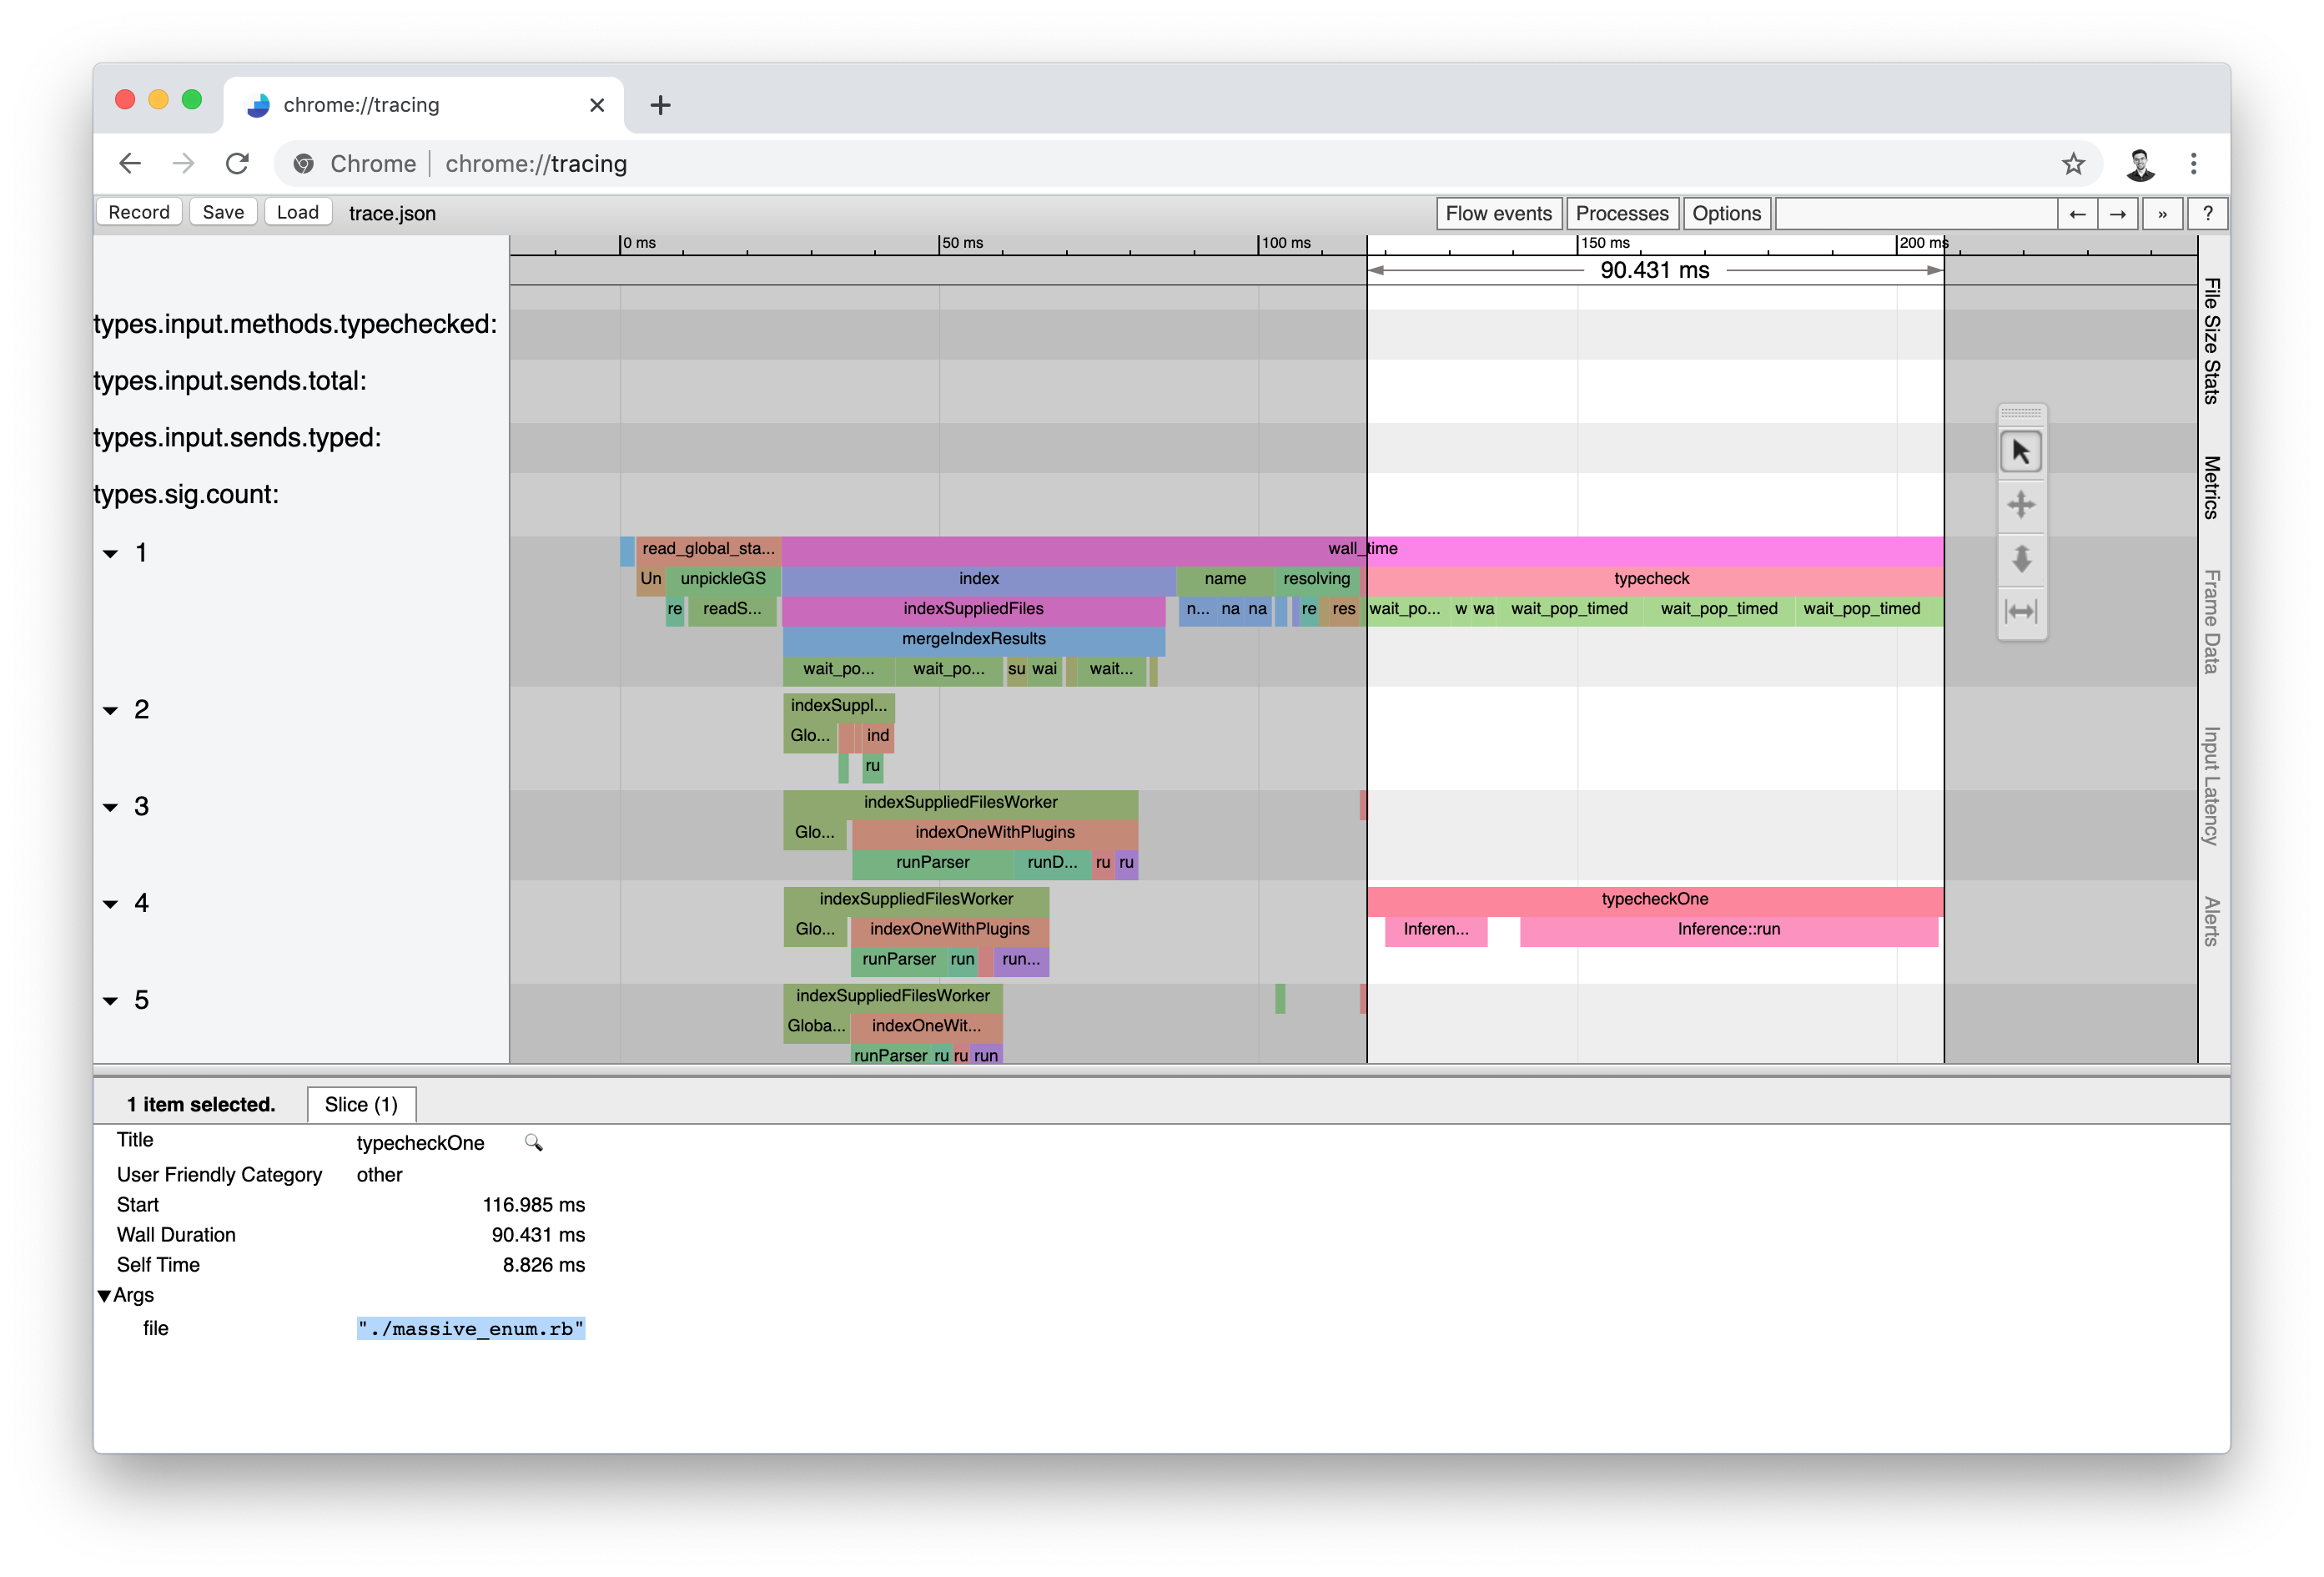 chrome://tracing
Chrome chrome://tracing
Record Save Load trace.json Flow events Processes Options ← → » ?
0 ms 50 ms 100 ms 150 ms 200 ms
90.431 ms
types.input.methods.typechecked:
types.input.sends.total:
types.input.sends.typed:
types.sig.count:
1 read_global_sta... wall_time
Un unpickleGS index name resolving typecheck
re readS... indexSuppliedFiles n... na na re res wait_po... w wa wait_pop_timed wait_pop_timed wait_pop_timed
mergeIndexResults
wait_po... wait_po... su wai wait...
2 indexSuppl...
Glo... ind
ru
3 indexSuppliedFilesWorker
Glo... indexOneWithPlugins
runParser runD... ru ru
4 indexSuppliedFilesWorker typecheckOne
Glo... indexOneWithPlugins Inferen... Inference::run
runParser run run...
5 indexSuppliedFilesWorker
Globa... indexOneWit...
runParser ru ru run
File Size Stats
Metrics
Frame Data
Input Latency
Alerts
1 item selected. Slice (1)
Title typecheckOne
User Friendly Category other
Start 116.985 ms
Wall Duration 90.431 ms
Self Time 8.826 ms
Args
file "./massive_enum.rb"